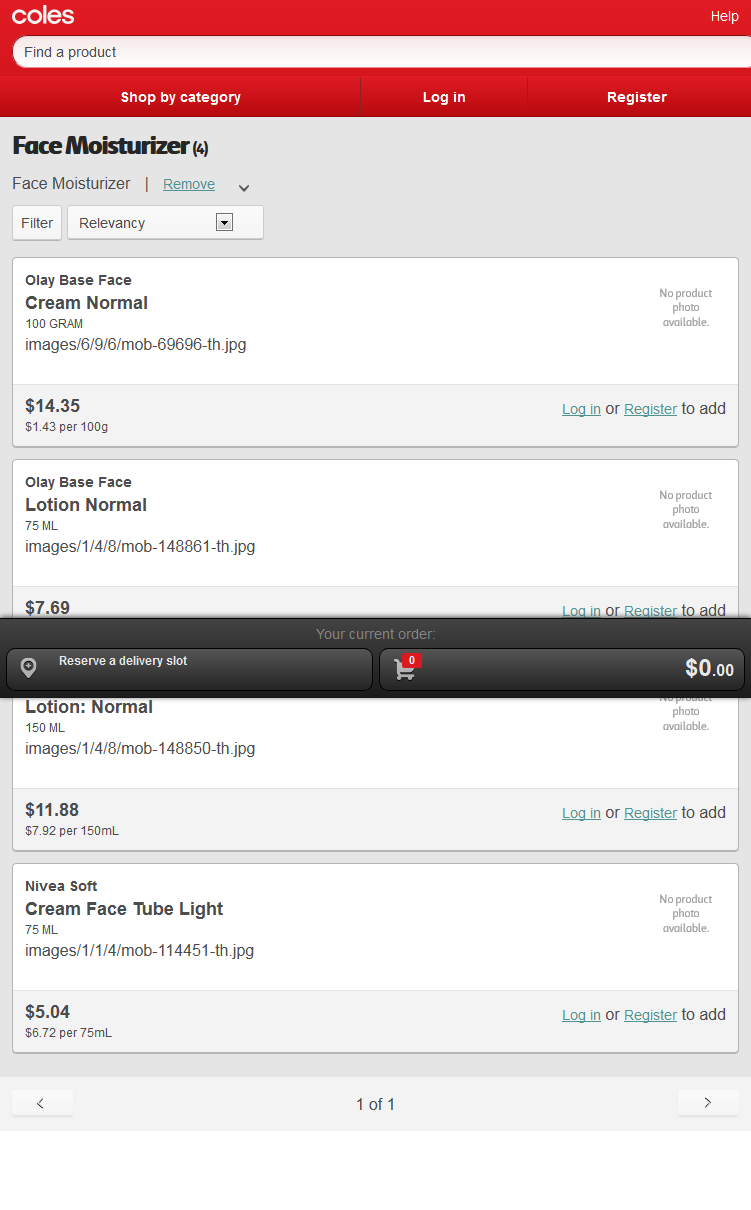 coles
Help
Find a product
Shop by category
Log in
Register
Face Moisturizer (4)
Face Moisturizer | Remove
Filter
Relevancy
Olay Base Face
Cream Normal
100 GRAM
images/6/9/6/mob-69696-th.jpg
No product
photo
available.
$14.35
$1.43 per 100g
Log in or Register to add
Olay Base Face
Lotion Normal
75 ML
images/1/4/8/mob-148861-th.jpg
No product
photo
available.
$7.69
Log in or Register to add
Your current order:
Reserve a delivery slot
0
$0.00
Lotion: Normal
150 ML
images/1/4/8/mob-148850-th.jpg
No product
photo
available.
$11.88
$7.92 per 150mL
Log in or Register to add
Nivea Soft
Cream Face Tube Light
75 ML
images/1/1/4/mob-114451-th.jpg
No product
photo
available.
$5.04
$6.72 per 75mL
Log in or Register to add
1 of 1